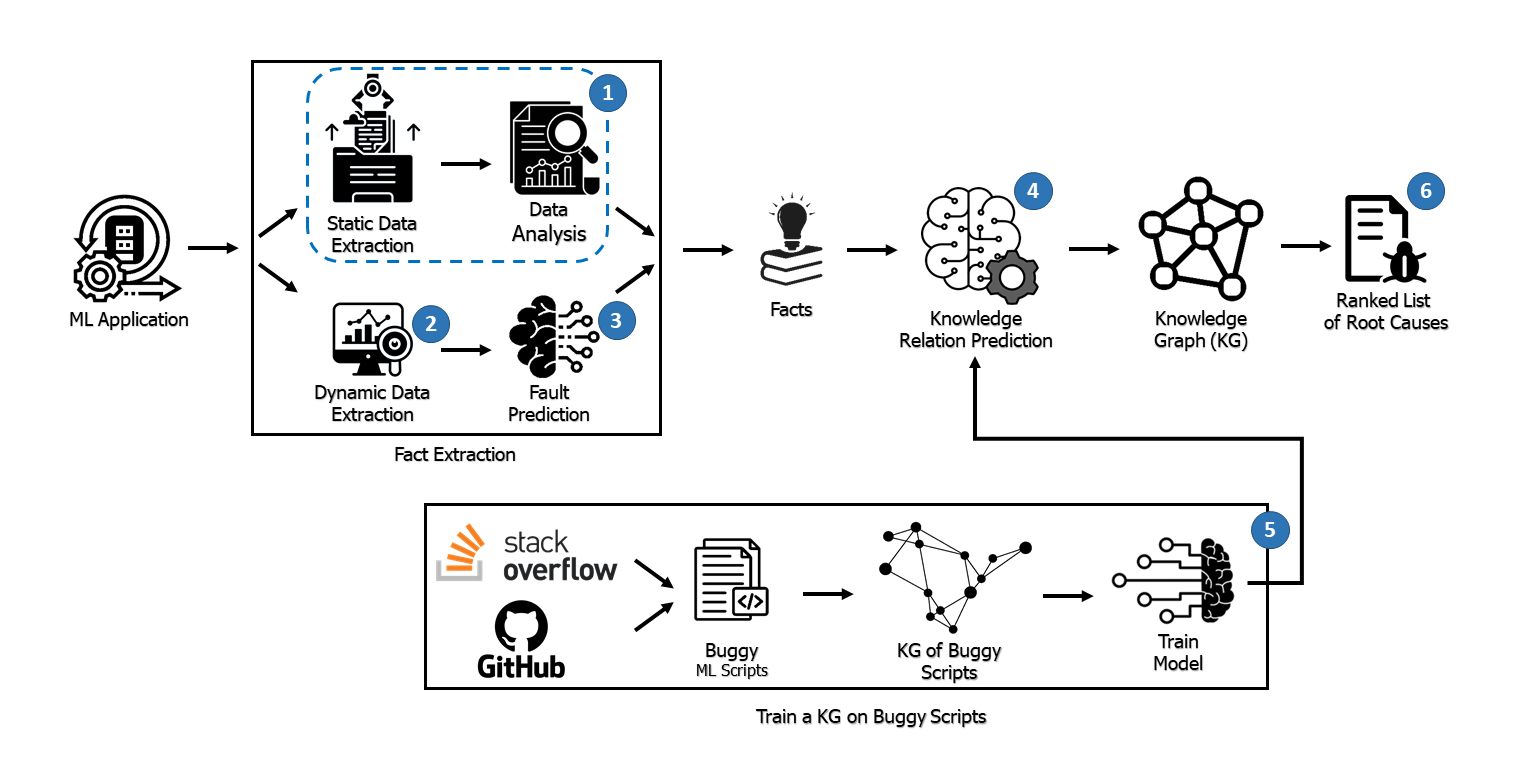 1
Static Data
Extraction
Data
Analysis
ML Application
2
Dynamic Data
Extraction
3
Fault
Prediction
Fact Extraction
Facts
4
Knowledge
Relation Prediction
Knowledge
Graph (KG)
6
Ranked List
of Root Causes
5
stack
overflow
GitHub
</>
Buggy
ML Scripts
KG of Buggy
Scripts
Train
Model
Train a KG on Buggy Scripts